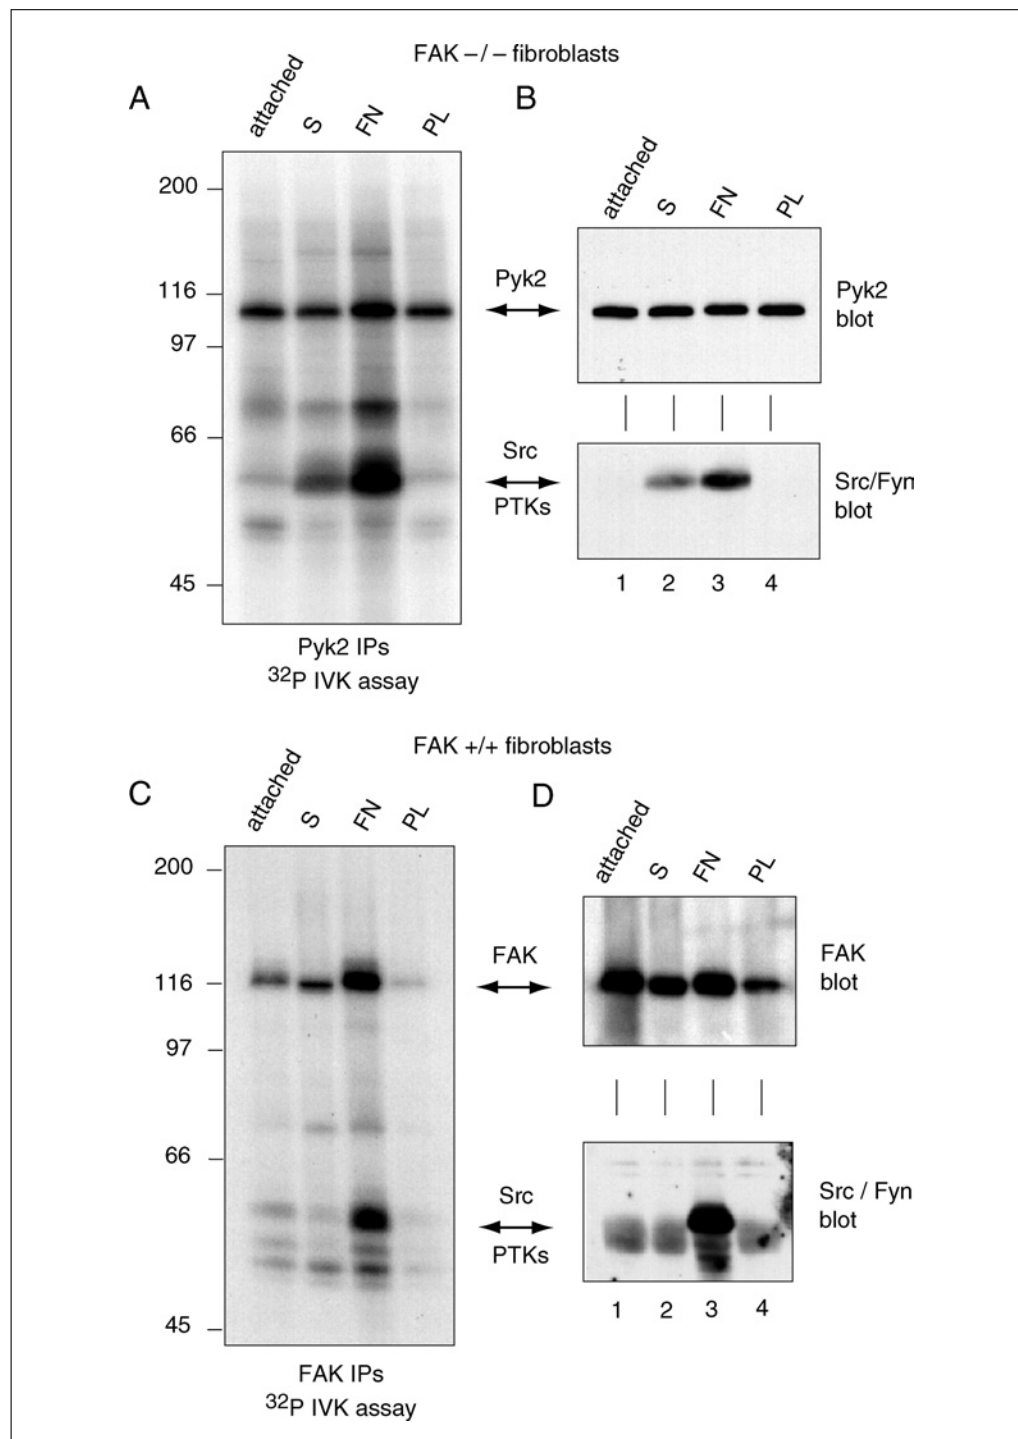 FAK –/– fibroblasts
A
B
attached
S
FN
PL
attached
S
FN
PL
200
116
97
66
45
Pyk2
Src
PTKs
Pyk2
blot
Src/Fyn
blot
1 2 3 4
Pyk2 IPs
32P IVK assay
FAK +/+ fibroblasts
C
D
attached
S
FN
PL
attached
S
FN
PL
200
116
97
66
45
FAK
Src
PTKs
FAK
blot
Src / Fyn
blot
1 2 3 4
FAK IPs
32P IVK assay